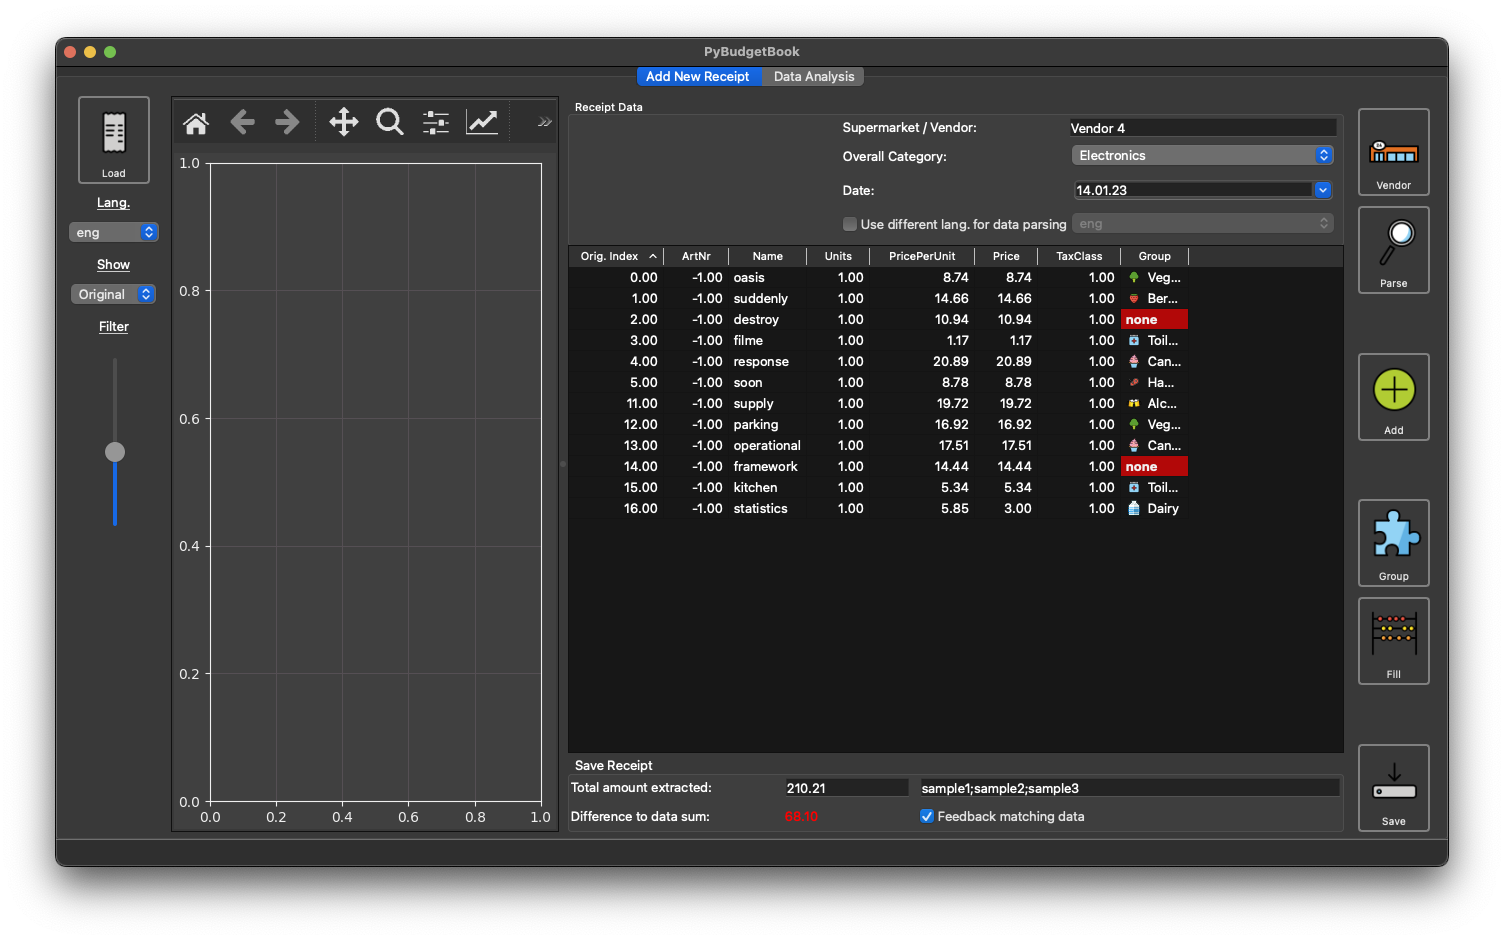 PyBudgetBook
Add New Receipt Data Analysis
Load
Lang.
eng
Show
Original
Filter
1.0
0.8
0.6
0.4
0.2
0.0
0.0 0.2 0.4 0.6 0.8 1.0
Receipt Data
Supermarket / Vendor: Vendor 4
Overall Category: Electronics
Date: 14.01.23
Use different lang. for data parsing eng
Orig. Index ArtNr Name Units PricePerUnit Price TaxClass Group
0.00 -1.00 oasis 1.00 8.74 8.74 1.00 Veg...
1.00 -1.00 suddenly 1.00 14.66 14.66 1.00 Ber...
2.00 -1.00 destroy 1.00 10.94 10.94 1.00 none
3.00 -1.00 filme 1.00 1.17 1.17 1.00 Toil...
4.00 -1.00 response 1.00 20.89 20.89 1.00 Can...
5.00 -1.00 soon 1.00 8.78 8.78 1.00 Ha...
11.00 -1.00 supply 1.00 19.72 19.72 1.00 Alc...
12.00 -1.00 parking 1.00 16.92 16.92 1.00 Veg...
13.00 -1.00 operational 1.00 17.51 17.51 1.00 Can...
14.00 -1.00 framework 1.00 14.44 14.44 1.00 none
15.00 -1.00 kitchen 1.00 5.34 5.34 1.00 Toil...
16.00 -1.00 statistics 1.00 5.85 3.00 1.00 Dairy
Save Receipt
Total amount extracted: 210.21 sample1;sample2;sample3
Difference to data sum: 68.10 Feedback matching data
Vendor
Parse
Add
Group
Fill
Save